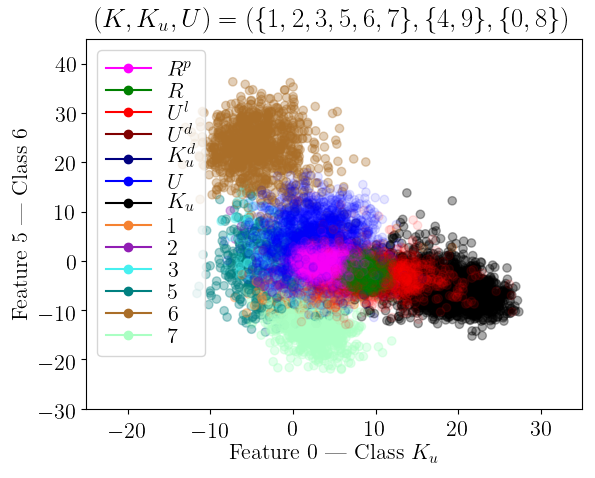 (K, K_u, U) = ({1, 2, 3, 5, 6, 7}, {4, 9}, {0, 8})
Feature 5 — Class 6
40
30
20
10
0
−10
−20
−30
R^p
R
U^l
U^d
K_u^d
U
K_u
1
2
3
5
6
7
−20 −10 0 10 20 30
Feature 0 — Class K_u